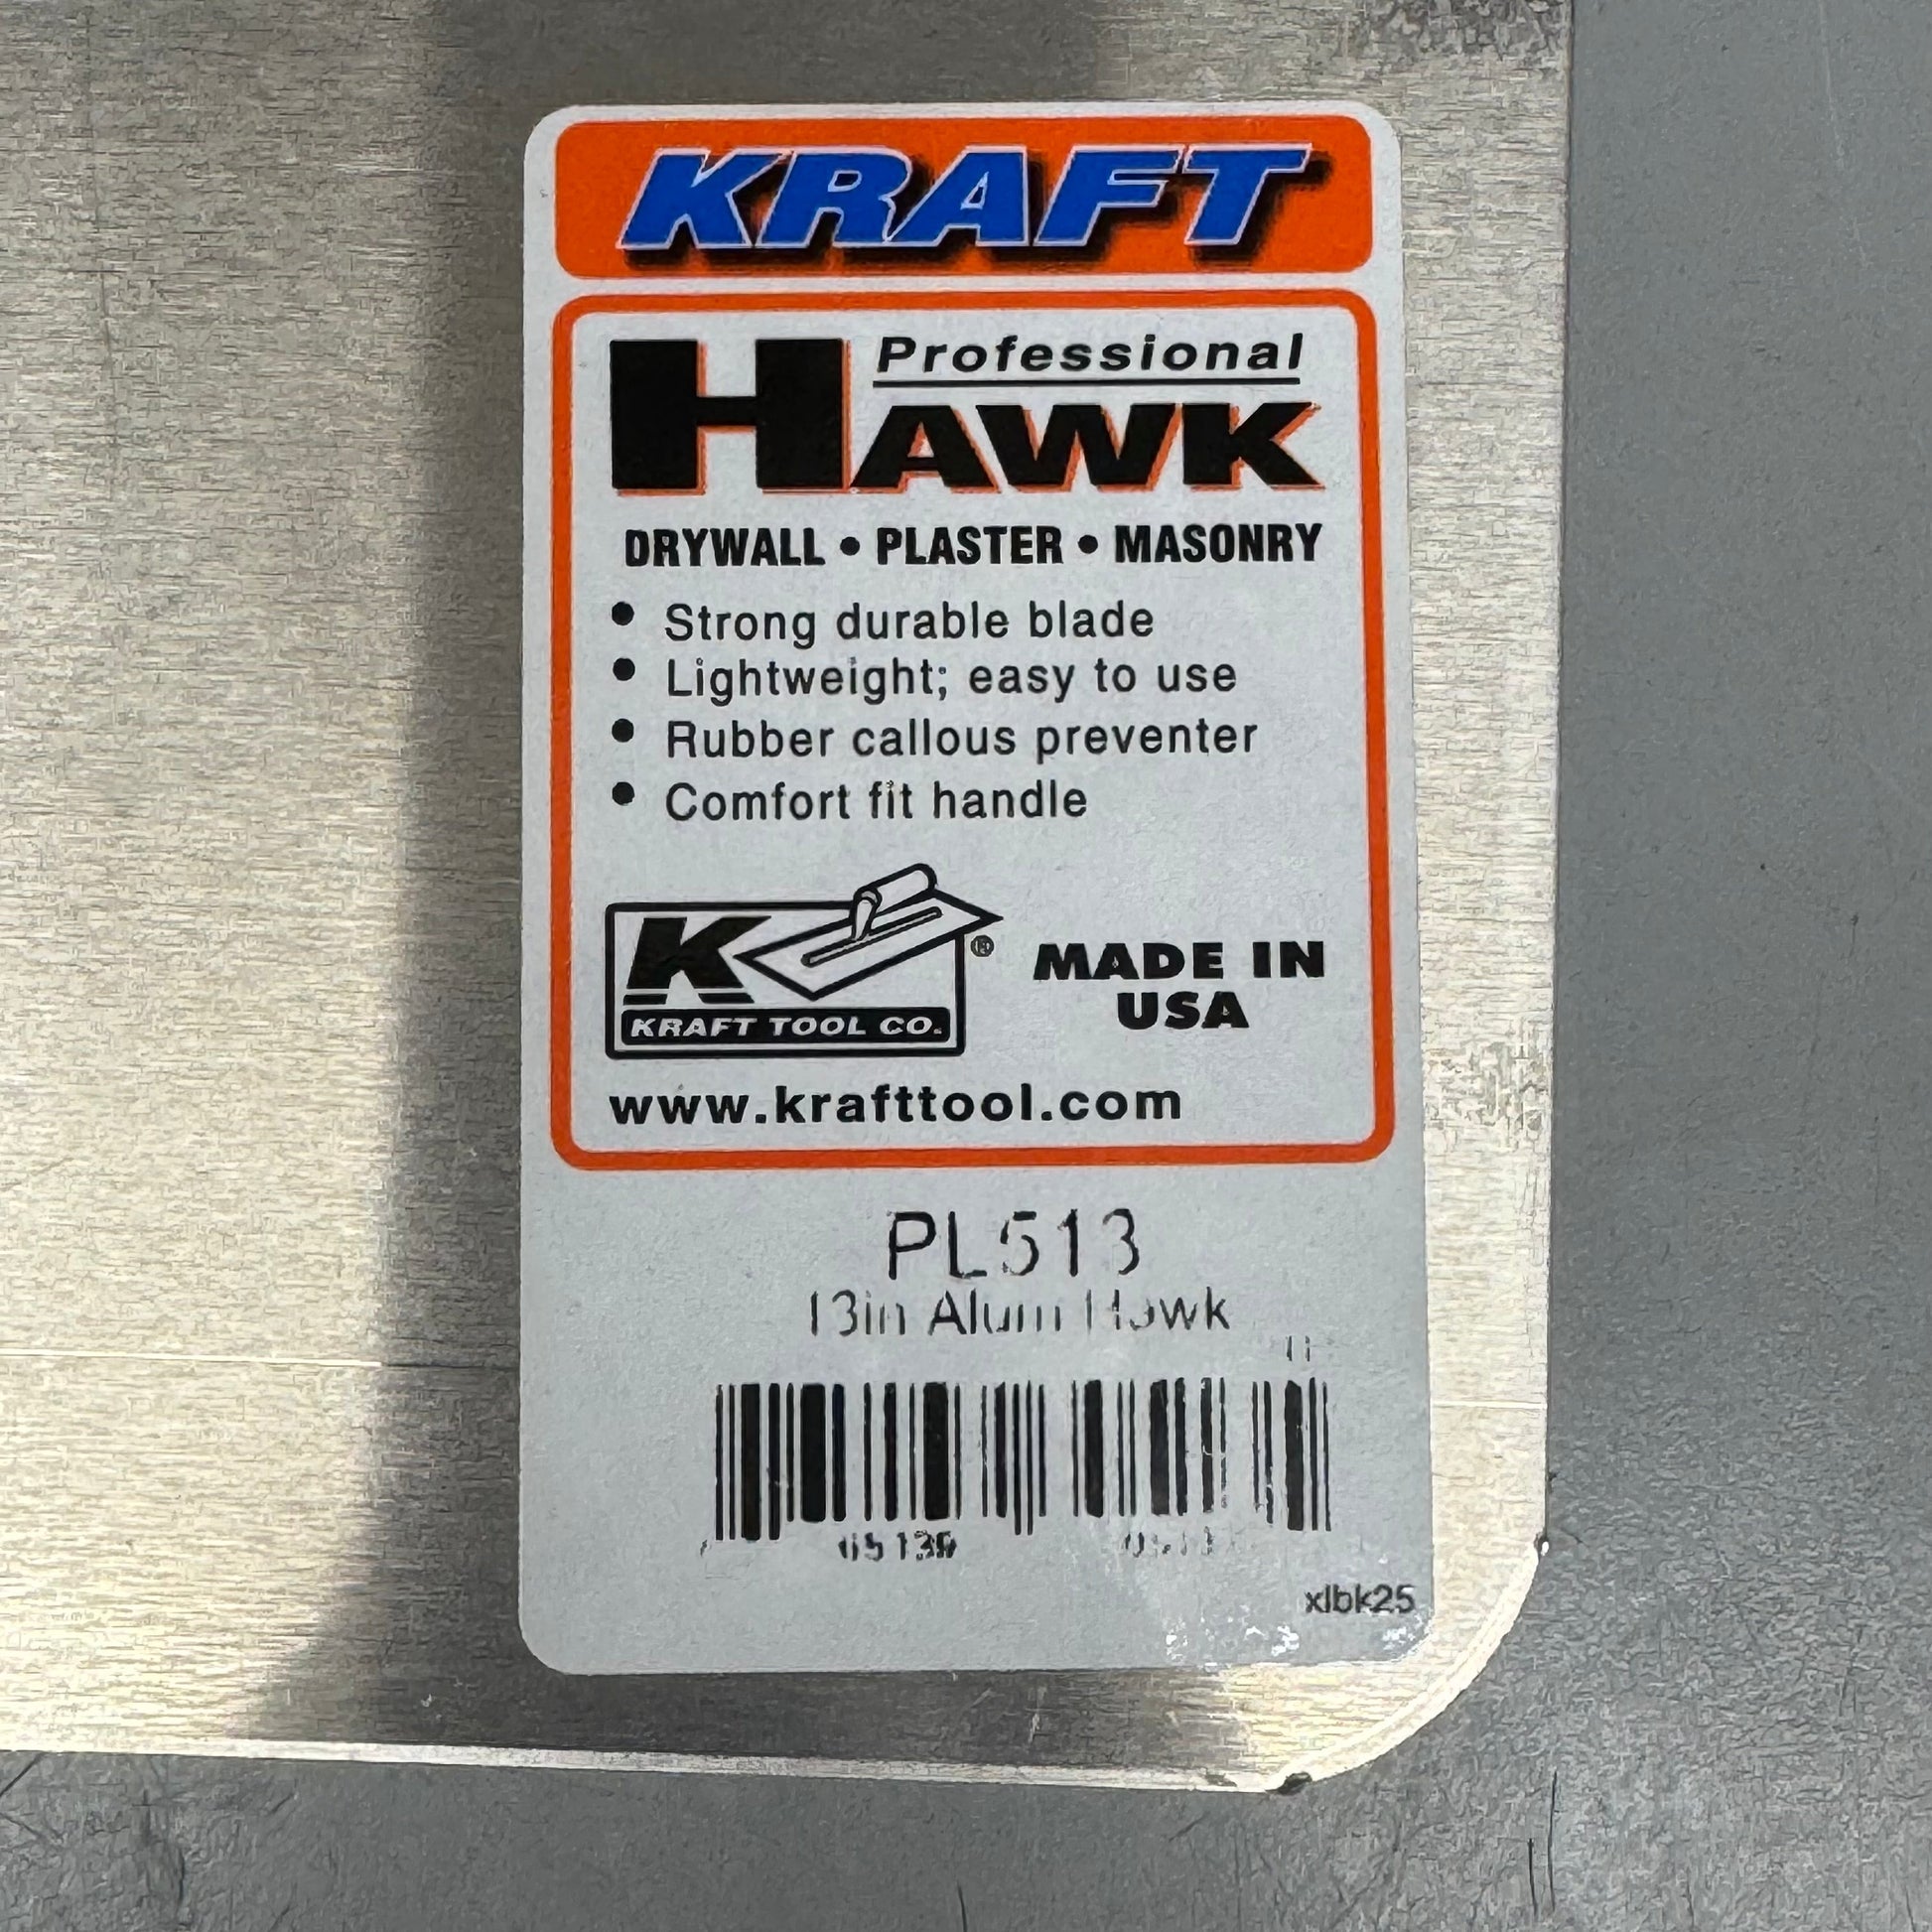 KRAFT
Professional
HAWK
DRYWALL • PLASTER • MASONRY
• Strong durable blade
• Lightweight; easy to use
• Rubber callous preventer
• Comfort fit handle
K
KRAFT TOOL CO. ®
MADE IN
USA
www.krafttool.com
PL513
13in Alum Hawk
xlbk25